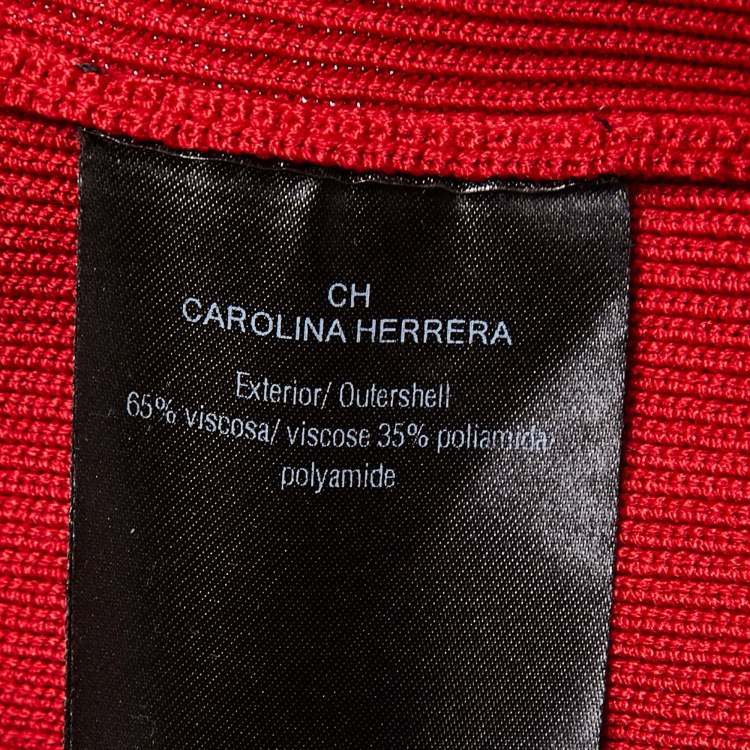 CH
CAROLINA HERRERA
Exterior/ Outershell
65% viscosa/ viscose 35% poliamida/
polyamide